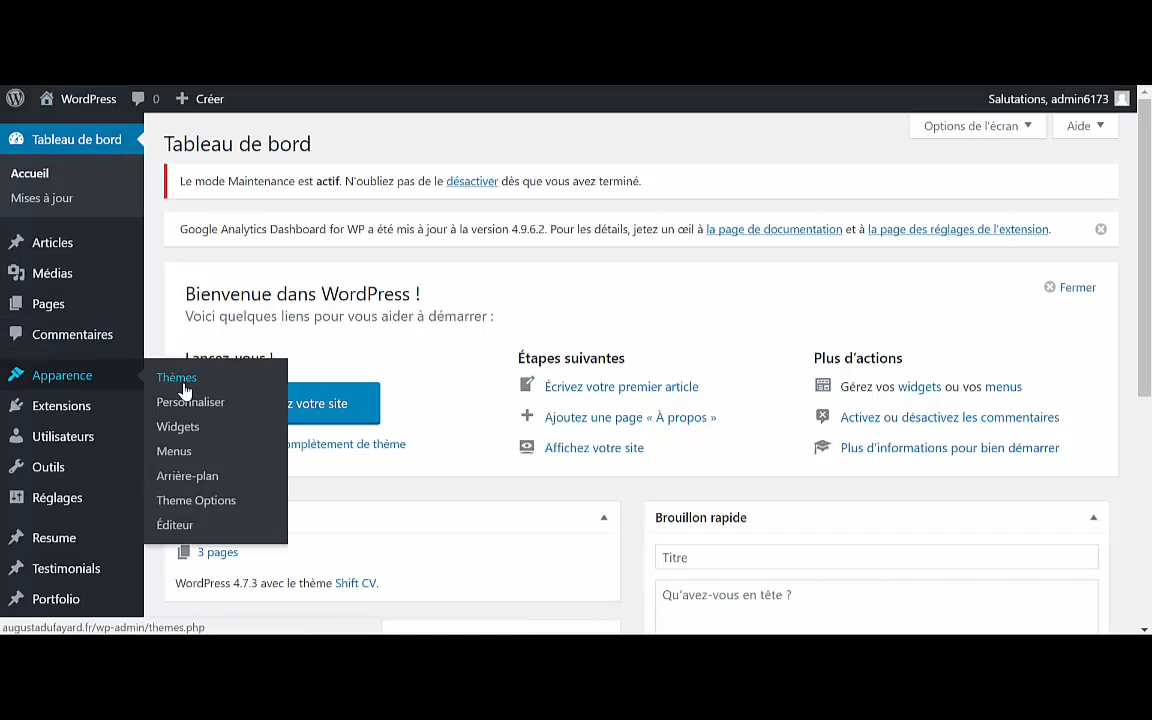 WordPress 0 Créer Salutations, admin6173
Options de l'écran Aide
Tableau de bord
Accueil
Mises à jour
Articles
Médias
Pages
Commentaires
Apparence
Extensions
Utilisateurs
Outils
Réglages
Resume
Testimonials
Portfolio
Thèmes
Personnaliser
Widgets
Menus
Arrière-plan
Theme Options
Éditeur
Tableau de bord
Le mode Maintenance est actif. N'oubliez pas de le désactiver dès que vous avez terminé.
Google Analytics Dashboard for WP a été mis à jour à la version 4.9.6.2. Pour les détails, jetez un œil à la page de documentation et à la page des réglages de l'extension.
Bienvenue dans WordPress !
Fermer
Voici quelques liens pour vous aider à démarrer :
votre site
de thème
Étapes suivantes
Écrivez votre premier article
Ajoutez une page « À propos »
Affichez votre site
Plus d'actions
Gérez vos widgets ou vos menus
Activez ou désactivez les commentaires
Plus d'informations pour bien démarrer
3 pages
WordPress 4.7.3 avec le thème Shift CV.
Brouillon rapide
Titre
Qu'avez-vous en tête ?
augustadufayard.fr/wp-admin/themes.php